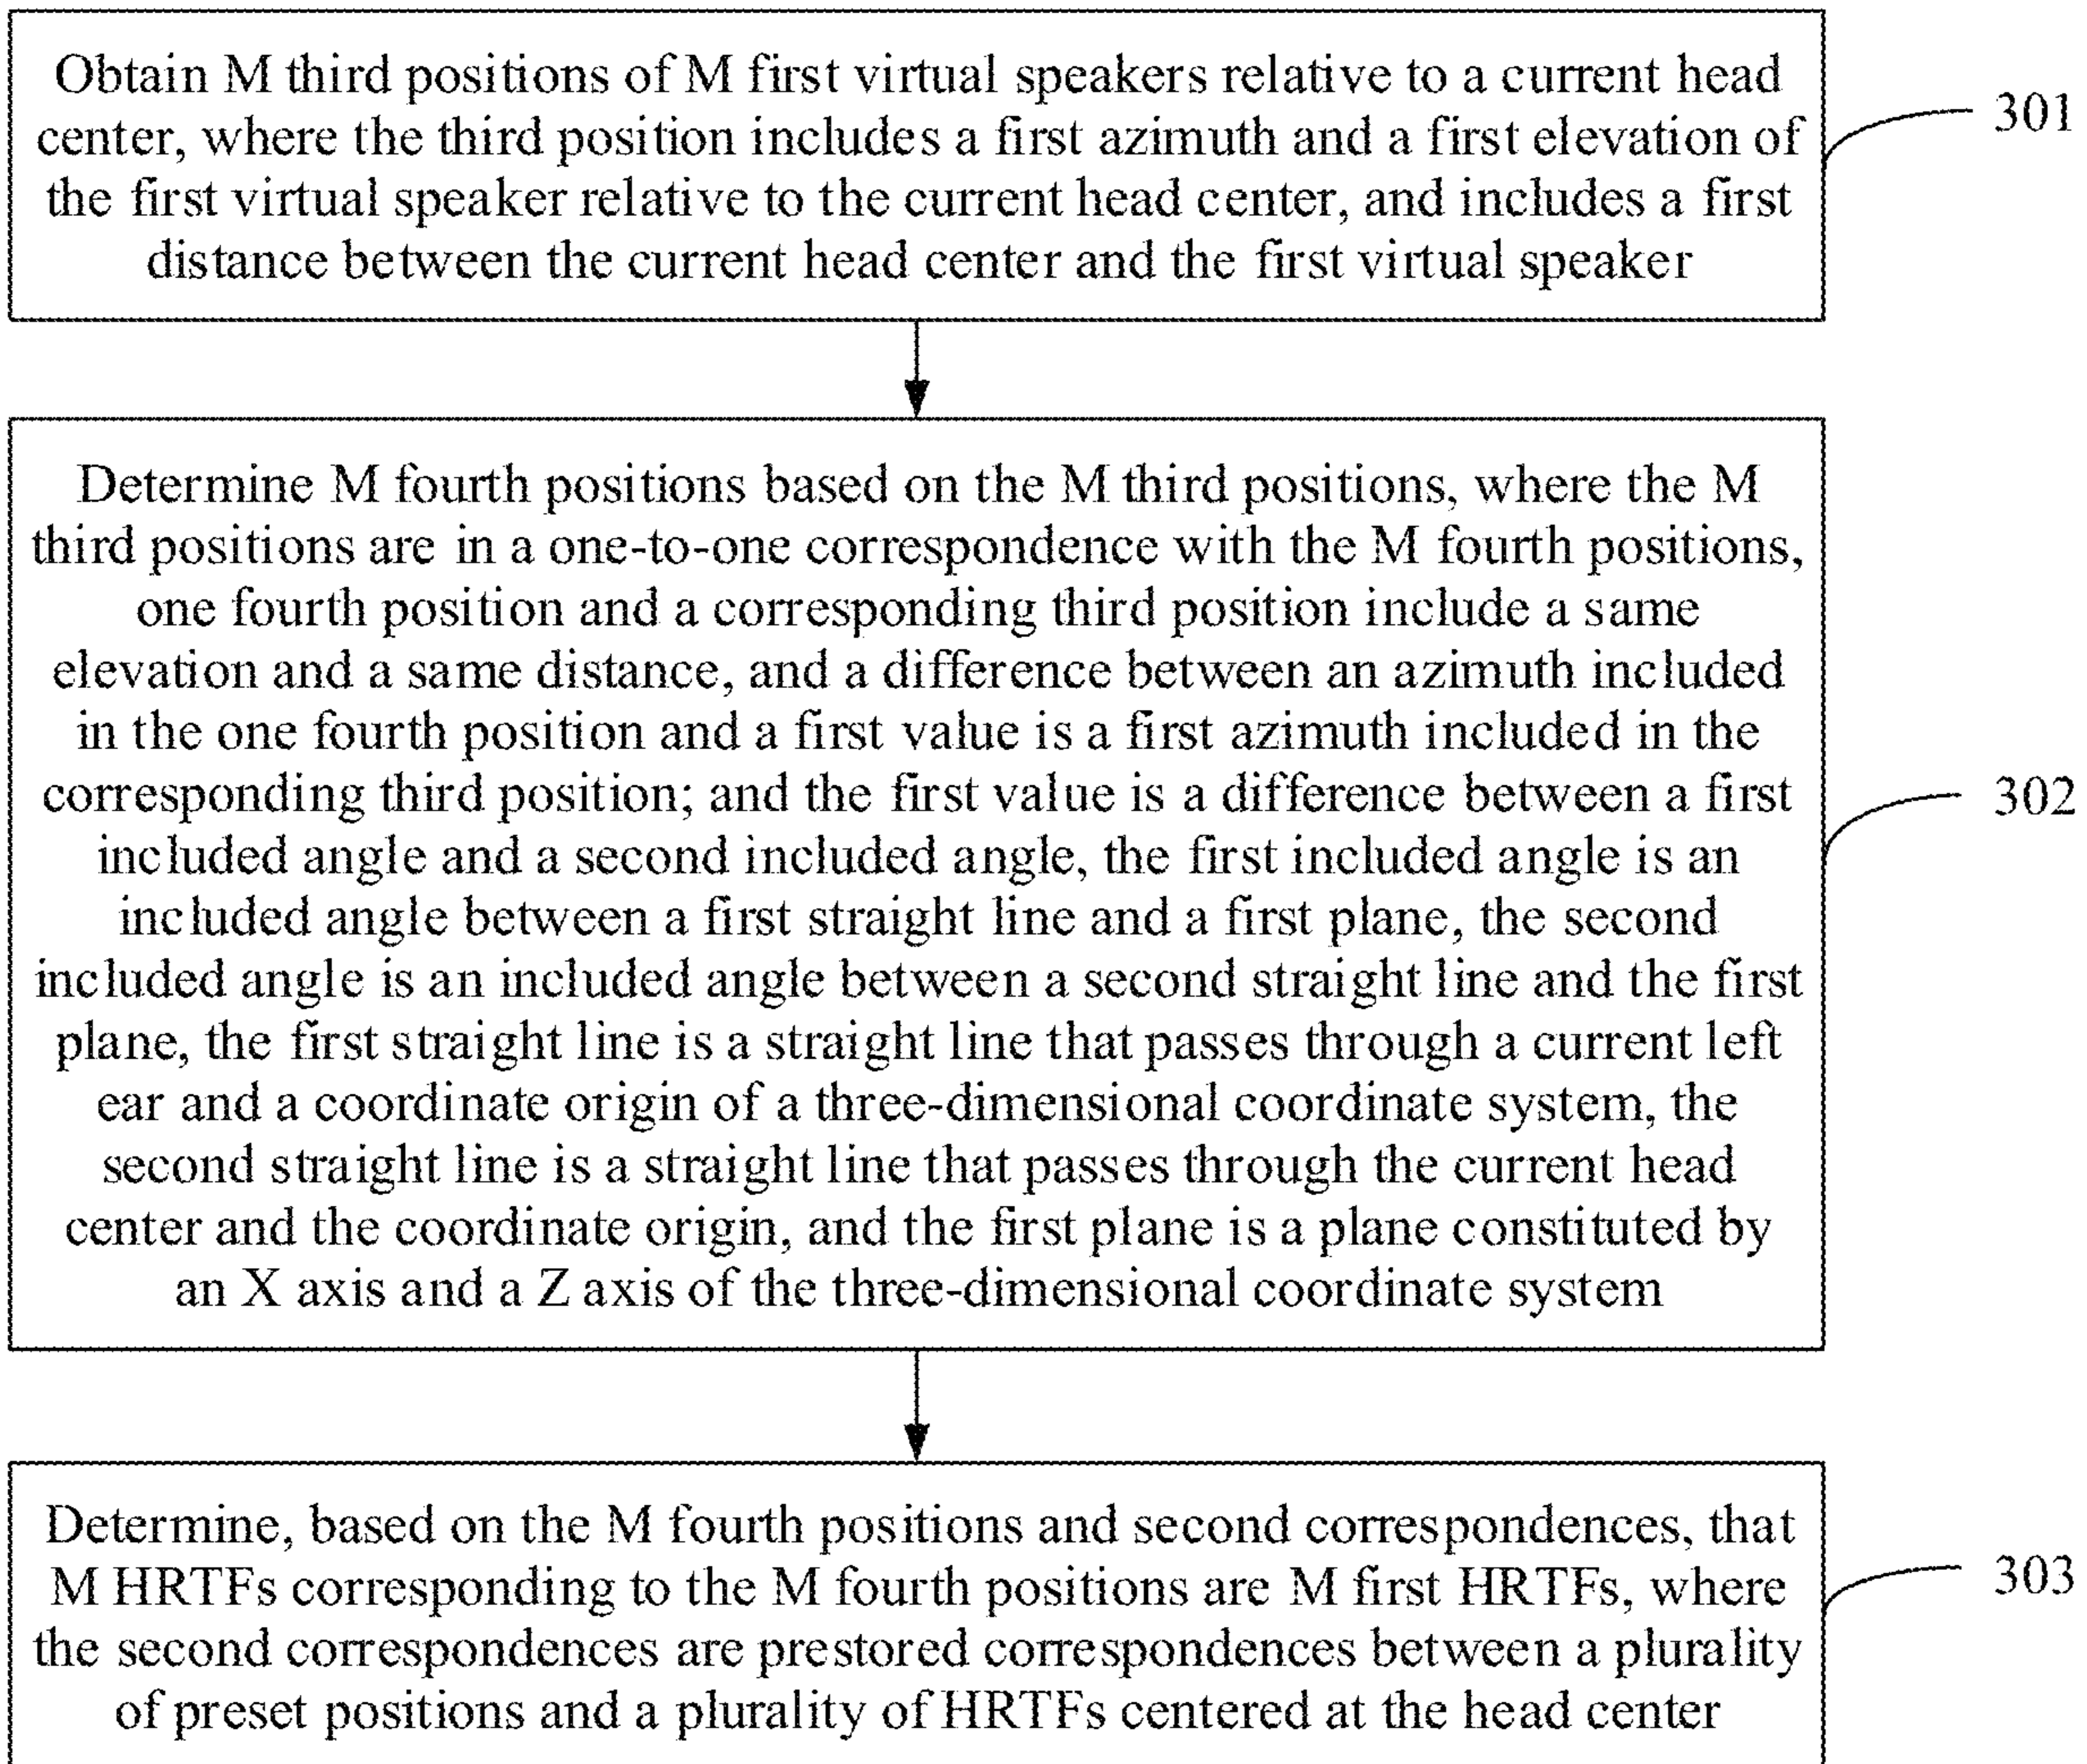 Obtain M third positions of M first virtual speakers relative to a current head
center, where the third position includes a first azimuth and a first elevation of
the first virtual speaker relative to the current head center, and includes a first
distance between the current head center and the first virtual speaker
301
Determine M fourth positions based on the M third positions, where the M
third positions are in a one-to-one correspondence with the M fourth positions,
one fourth position and a corresponding third position include a same
elevation and a same distance, and a difference between an azimuth included
in the one fourth position and a first value is a first azimuth included in the
corresponding third position; and the first value is a difference between a first
included angle and a second included angle, the first included angle is an
included angle between a first straight line and a first plane, the second
included angle is an included angle between a second straight line and the first
plane, the first straight line is a straight line that passes through a current left
ear and a coordinate origin of a three-dimensional coordinate system, the
second straight line is a straight line that passes through the current head
center and the coordinate origin, and the first plane is a plane constituted by
an X axis and a Z axis of the three-dimensional coordinate system
302
Determine, based on the M fourth positions and second correspondences, that
M HRTFs corresponding to the M fourth positions are M first HRTFs, where
the second correspondences are prestored correspondences between a plurality
of preset positions and a plurality of HRTFs centered at the head center
303